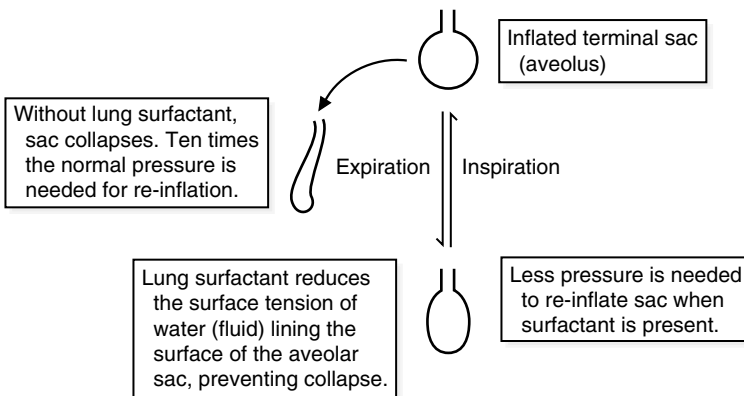 Inflated terminal sac
(aveolus)
Without lung surfactant,
sac collapses. Ten times
the normal pressure is
needed for re-inflation.
Expiration
Inspiration
Lung surfactant reduces
the surface tension of
water (fluid) lining the
surface of the aveolar
sac, preventing collapse.
Less pressure is needed
to re-inflate sac when
surfactant is present.